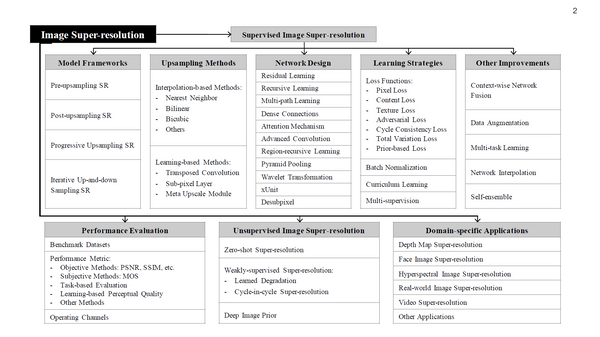 2
Image Super-resolution
Supervised Image Super-resolution
Model Frameworks
Pre-upsampling SR
Post-upsampling SR
Progressive Upsampling SR
Iterative Up-and-down
Sampling SR
Upsampling Methods
Interpolation-based Methods:
- Nearest Neighbor
- Bilinear
- Bicubic
- Others
Learning-based Methods:
- Transposed Convolution
- Sub-pixel Layer
- Meta Upscale Module
Network Design
Residual Learning
Recursive Learning
Multi-path Learning
Dense Connections
Attention Mechanism
Advanced Convolution
Region-recursive Learning
Pyramid Pooling
Wavelet Transformation
xUnit
Desubpixel
Learning Strategies
Loss Functions:
- Pixel Loss
- Content Loss
- Texture Loss
- Adversarial Loss
- Cycle Consistency Loss
- Total Variation Loss
- Prior-based Loss
Batch Normalization
Curriculum Learning
Multi-supervision
Other Improvements
Context-wise Network
Fusion
Data Augmentation
Multi-task Learning
Network Interpolation
Self-ensemble
Performance Evaluation
Benchmark Datasets
Performance Metric:
- Objective Methods: PSNR, SSIM, etc.
- Subjective Methods: MOS
- Task-based Evaluation
- Learning-based Perceptual Quality
- Other Methods
Operating Channels
Unsupervised Image Super-resolution
Zero-shot Super-resolution
Weakly-supervised Super-resolution:
- Learned Degradation
- Cycle-in-cycle Super-resolution
Deep Image Prior
Domain-specific Applications
Depth Map Super-resolution
Face Image Super-resolution
Hyperspectral Image Super-resolution
Real-world Image Super-resolution
Video Super-resolution
Other Applications